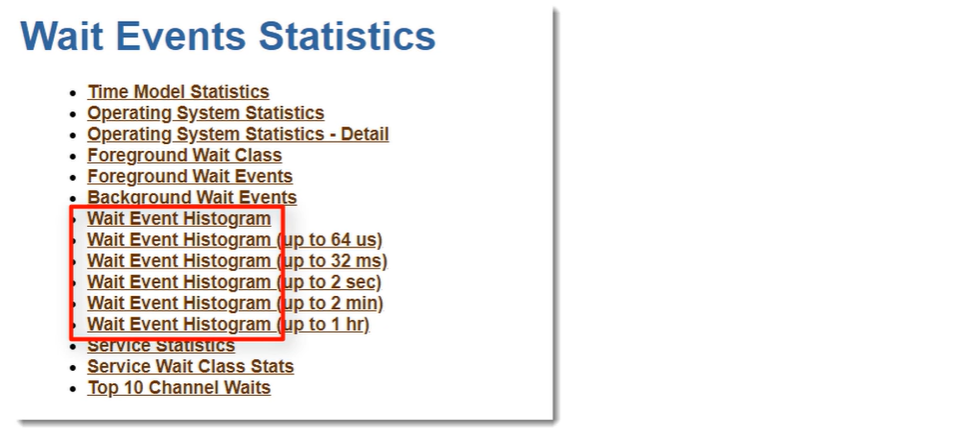 Wait Events Statistics
Time Model Statistics
Operating System Statistics
Operating System Statistics - Detail
Foreground Wait Class
Foreground Wait Events
Background Wait Events
Wait Event Histogram
Wait Event Histogram (up to 64 us)
Wait Event Histogram (up to 32 ms)
Wait Event Histogram (up to 2 sec)
Wait Event Histogram (up to 2 min)
Wait Event Histogram (up to 1 hr)
Service Statistics
Service Wait Class Stats
Top 10 Channel Waits